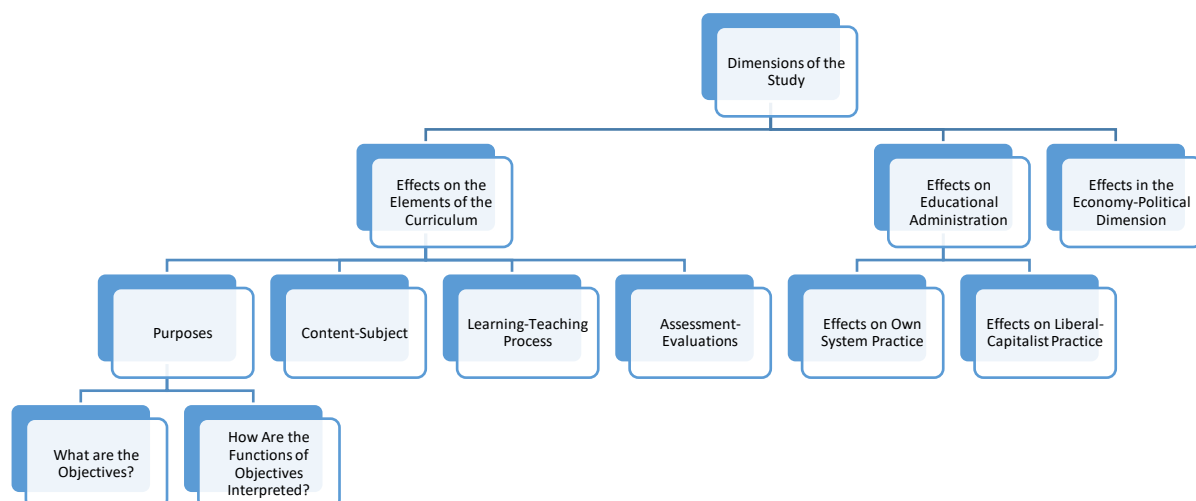 Dimensions of the
Study
Effects on the
Elements of the
Curriculum
Effects on
Educational
Administration
Effects in the
Economy-Political
Dimension
Purposes
Content-Subject
Learning-Teaching
Process
Assessment-
Evaluations
Effects on Own
System Practice
Effects on Liberal-
Capitalist Practice
What are the
Objectives?
How Are the
Functions of
Objectives
Interpreted?